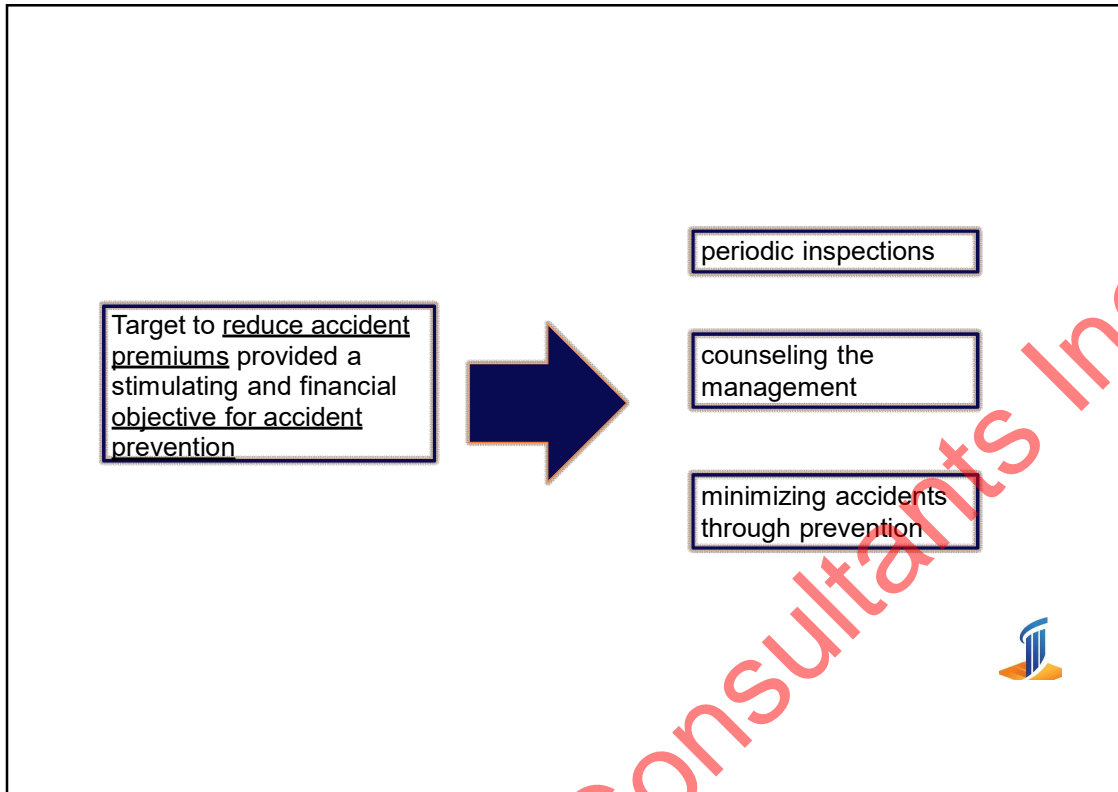 Target to reduce accident
premiums provided a
stimulating and financial
objective for accident
prevention
periodic inspections
counseling the
management
minimizing accidents
through prevention
Consultants In